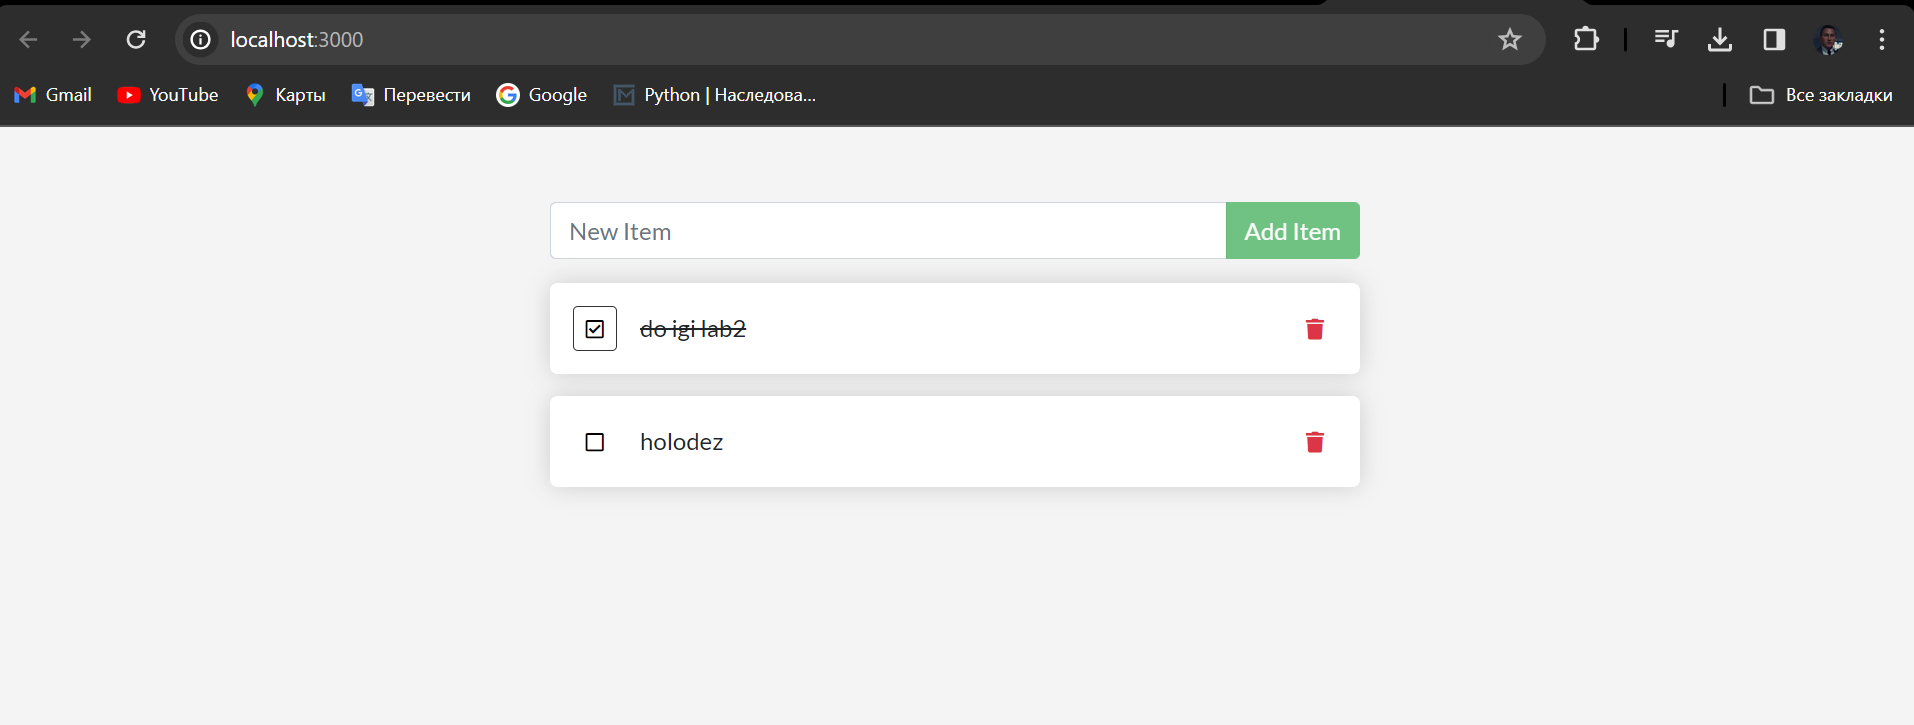 localhost:3000
Gmail YouTube Карты Перевести Google Python | Наследова... Все закладки
New Item Add Item
do igi lab2
holodez